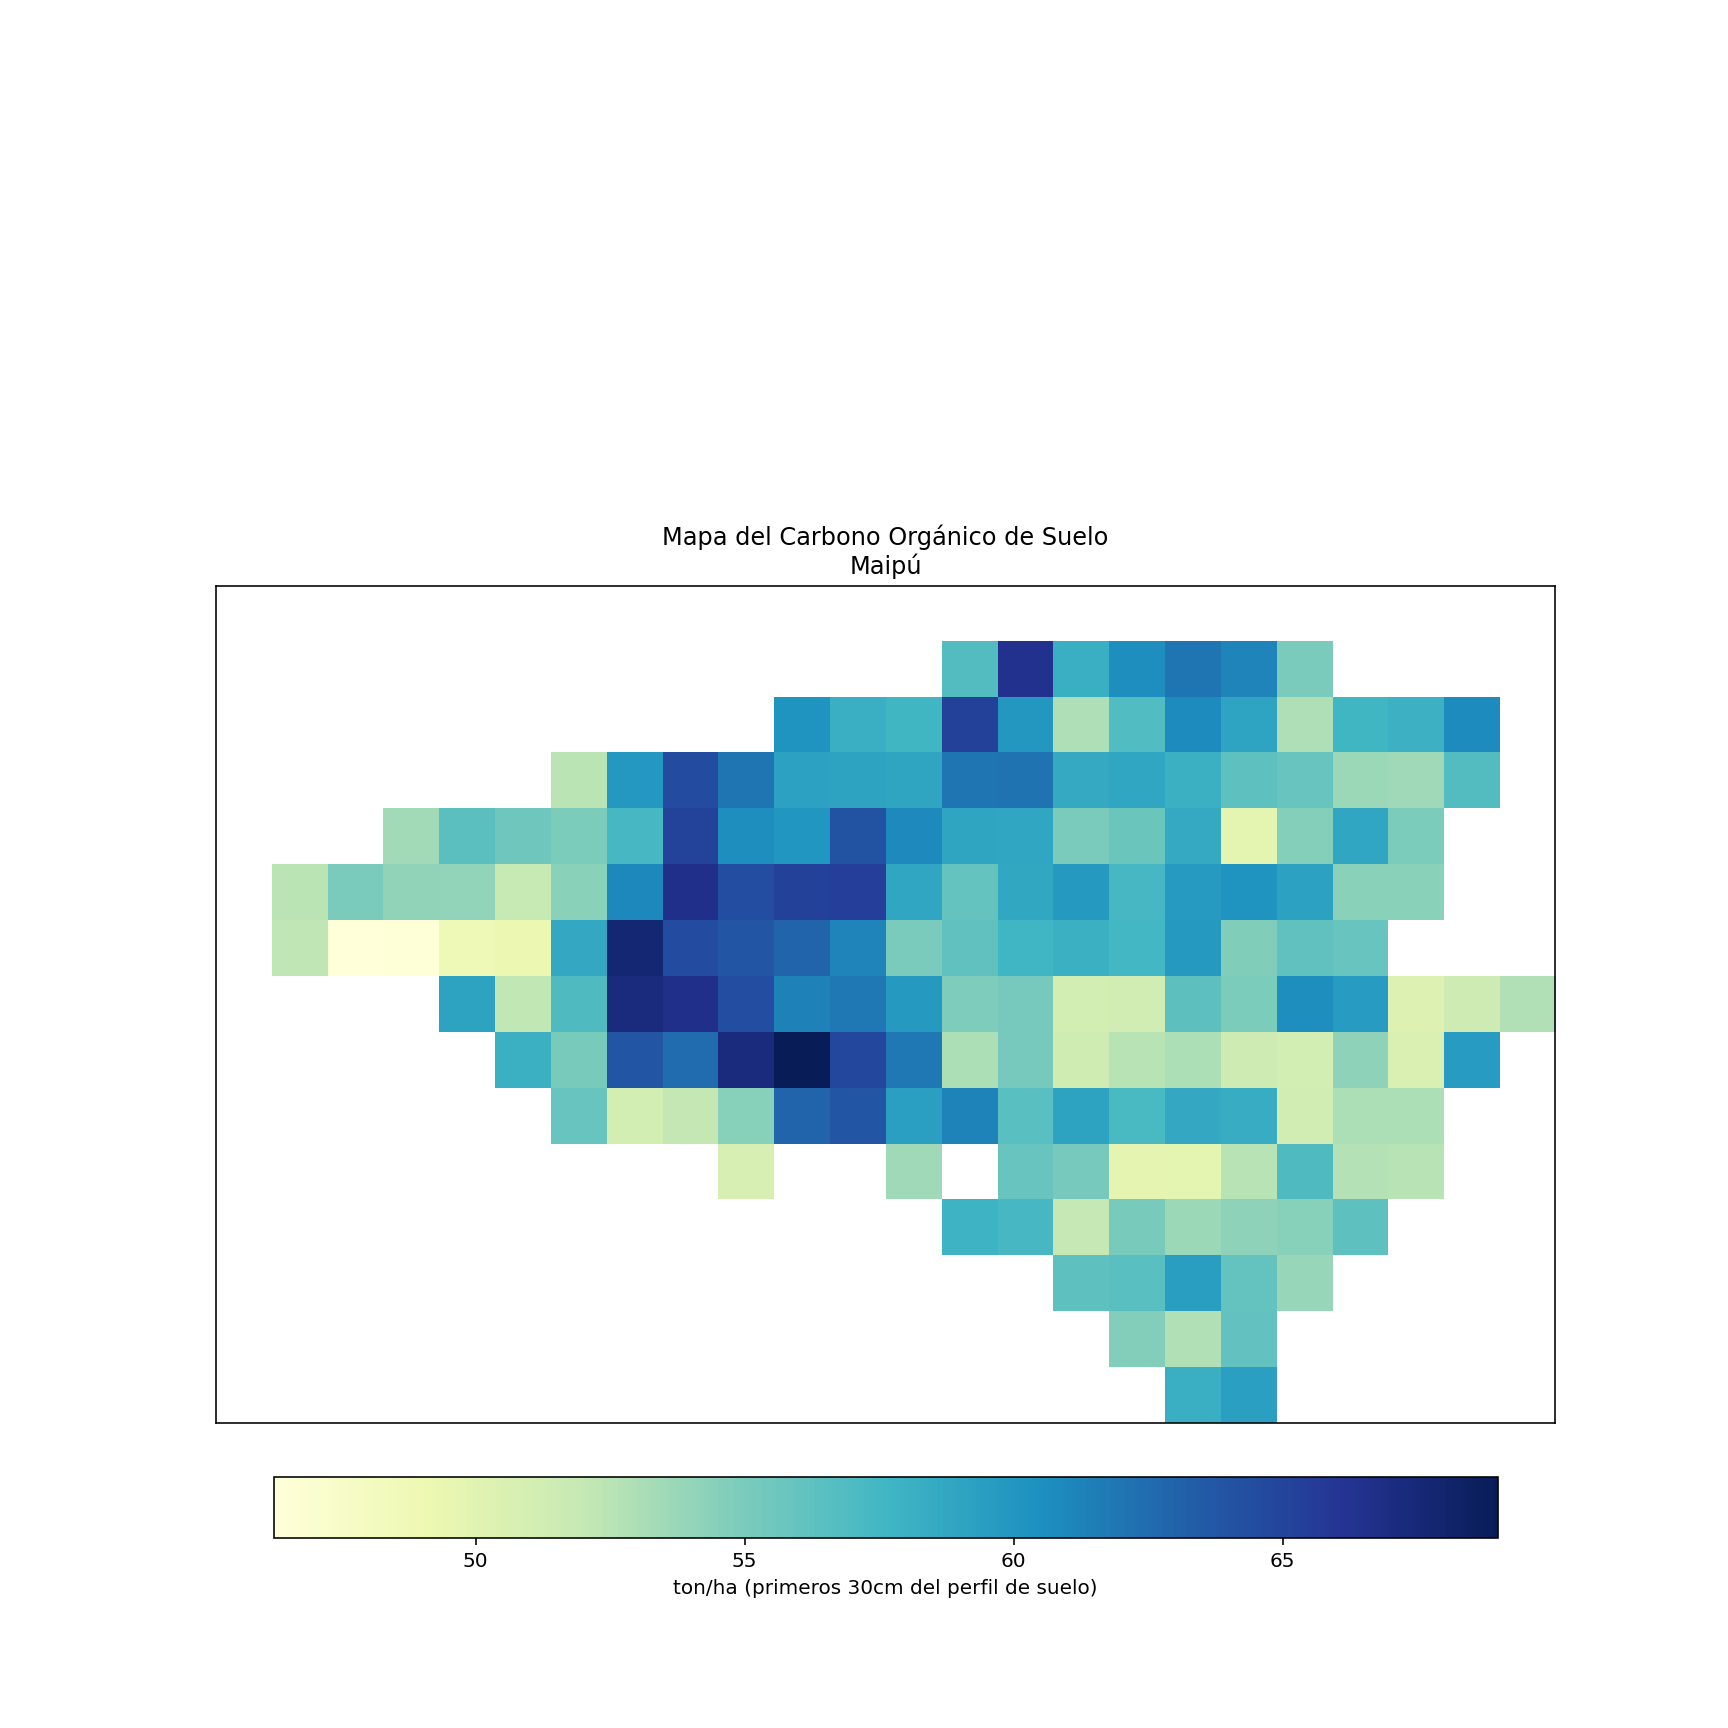 Mapa del Carbono Orgánico de Suelo
Maipú
50 55 60 65
ton/ha (primeros 30cm del perfil de suelo)